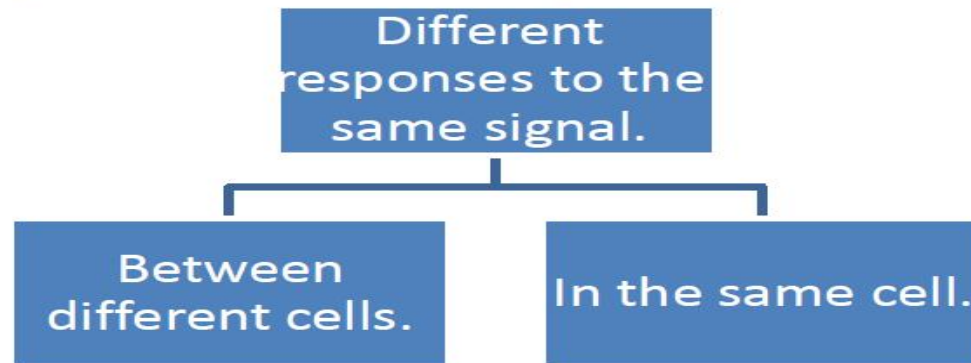 Different
responses to the
same signal.
Between
different cells.
In the same cell.